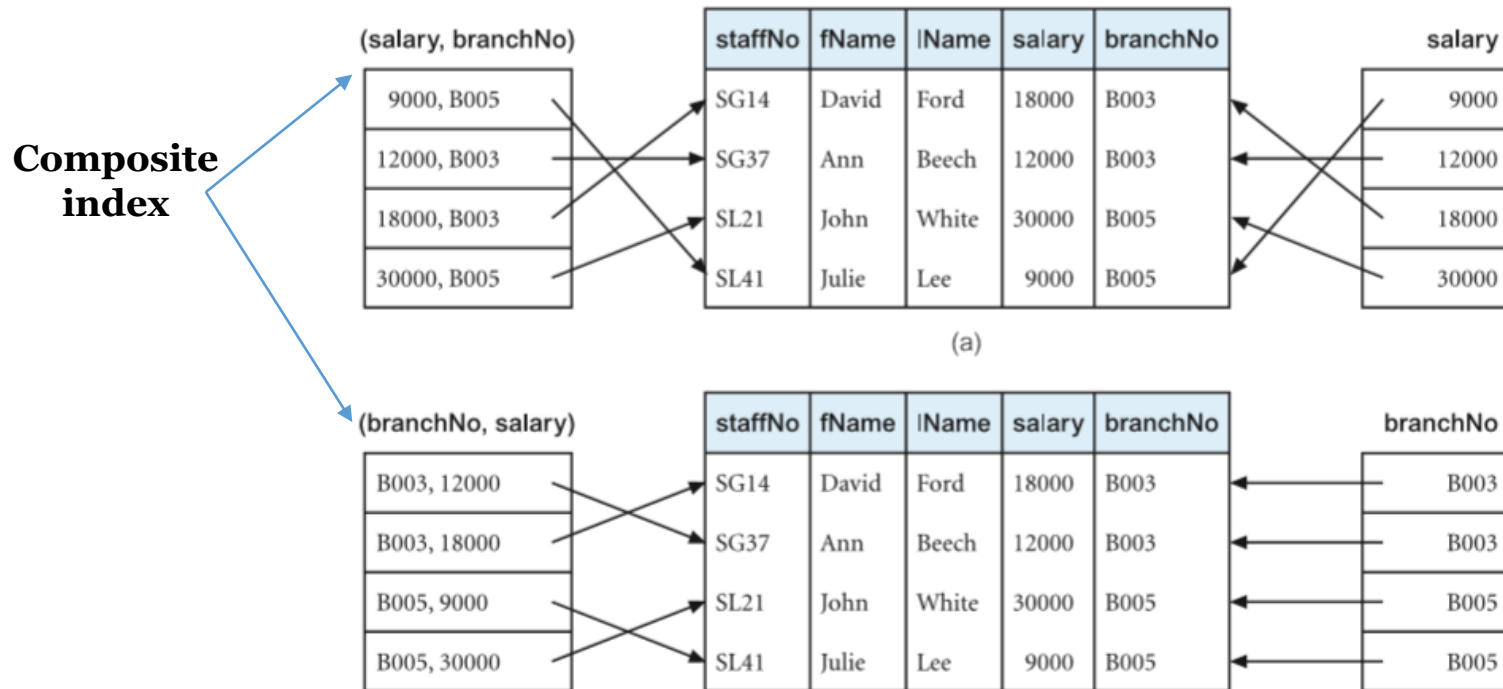 (salary, branchNo)
staffNo fName lName salary branchNo
salary
Composite
index
9000, B005
12000, B003
18000, B003
30000, B005
SG14 David Ford 18000 B003
SG37 Ann Beech 12000 B003
SL21 John White 30000 B005
SL41 Julie Lee 9000 B005
9000
12000
18000
30000
(a)
(branchNo, salary)
staffNo fName lName salary branchNo
branchNo
B003, 12000
B003, 18000
B005, 9000
B005, 30000
SG14 David Ford 18000 B003
SG37 Ann Beech 12000 B003
SL21 John White 30000 B005
SL41 Julie Lee 9000 B005
B003
B003
B005
B005